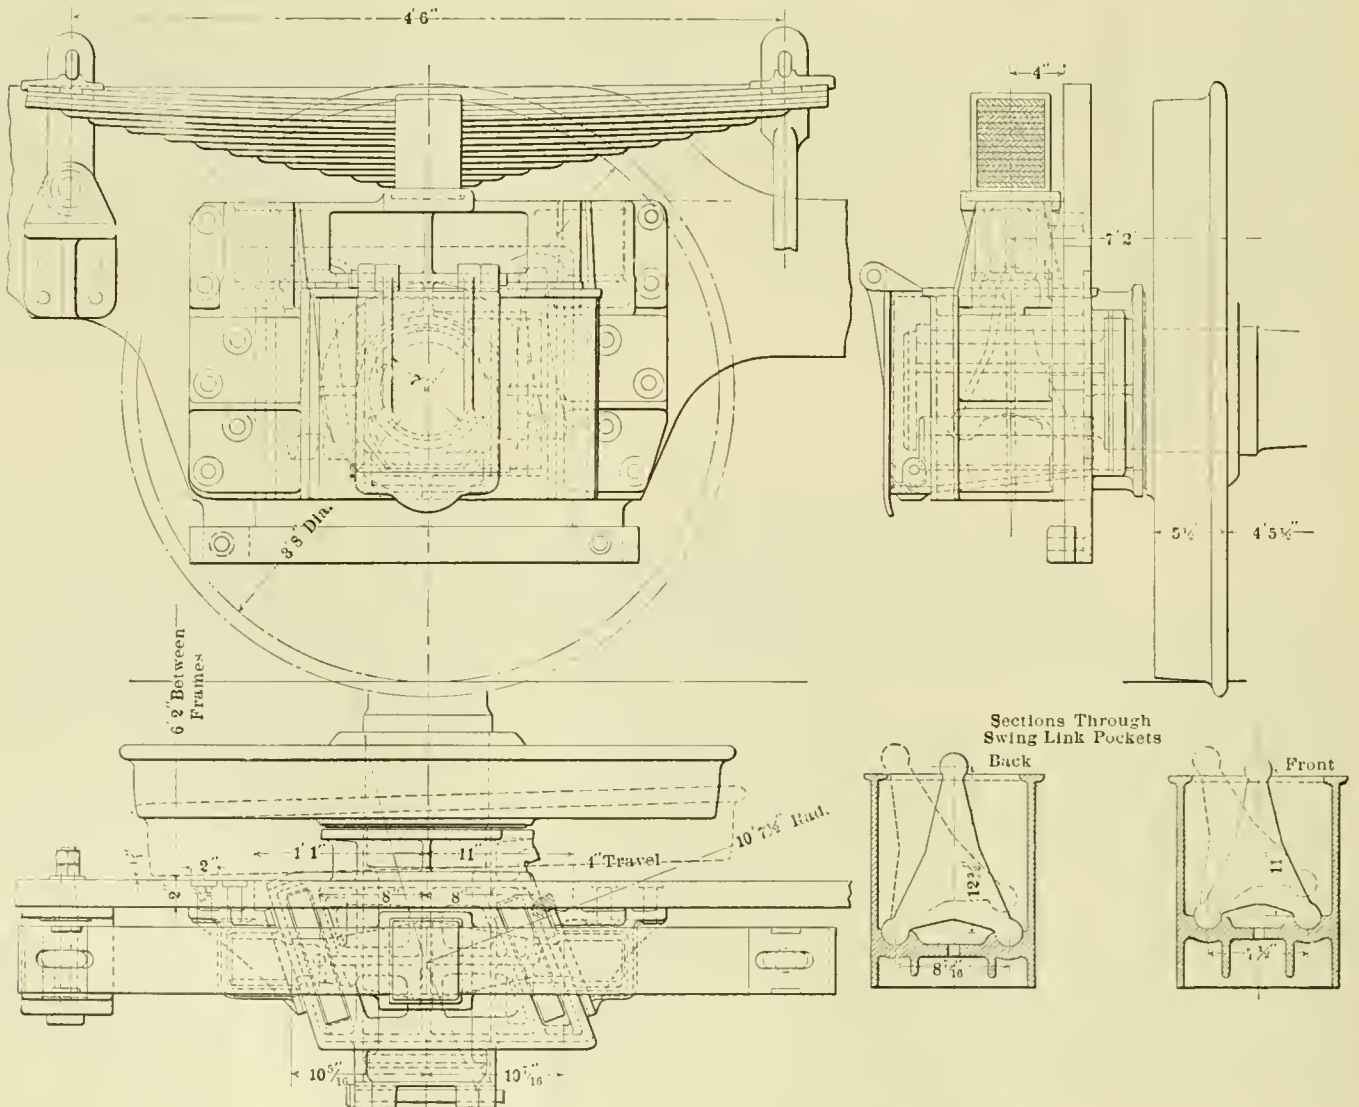 4'6"
4"
7'2"
3'8" Dia.
5½"
4'5½"
6'2" Between
Frames
Sections Through
Swing Link Pockets
Back
Front
10'7½" Rad.
1'1"
11"
4" Travel
2"
2"
8"
8"
12¾"
11
8 7/16"
7½"
10 5/16"
10 7/16"